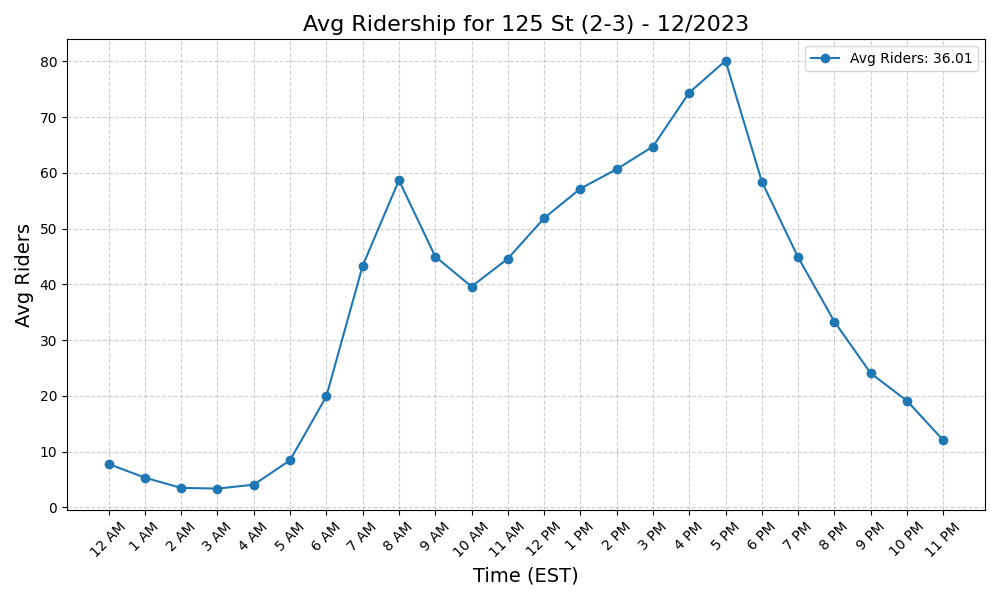 Avg Ridership for 125 St (2-3) - 12/2023
Avg Riders: 36.01
Avg Riders
80
70
60
50
40
30
20
10
0
12 AM
1 AM
2 AM
3 AM
4 AM
5 AM
6 AM
7 AM
8 AM
9 AM
10 AM
11 AM
12 PM
1 PM
2 PM
3 PM
4 PM
5 PM
6 PM
7 PM
8 PM
9 PM
10 PM
11 PM
Time (EST)